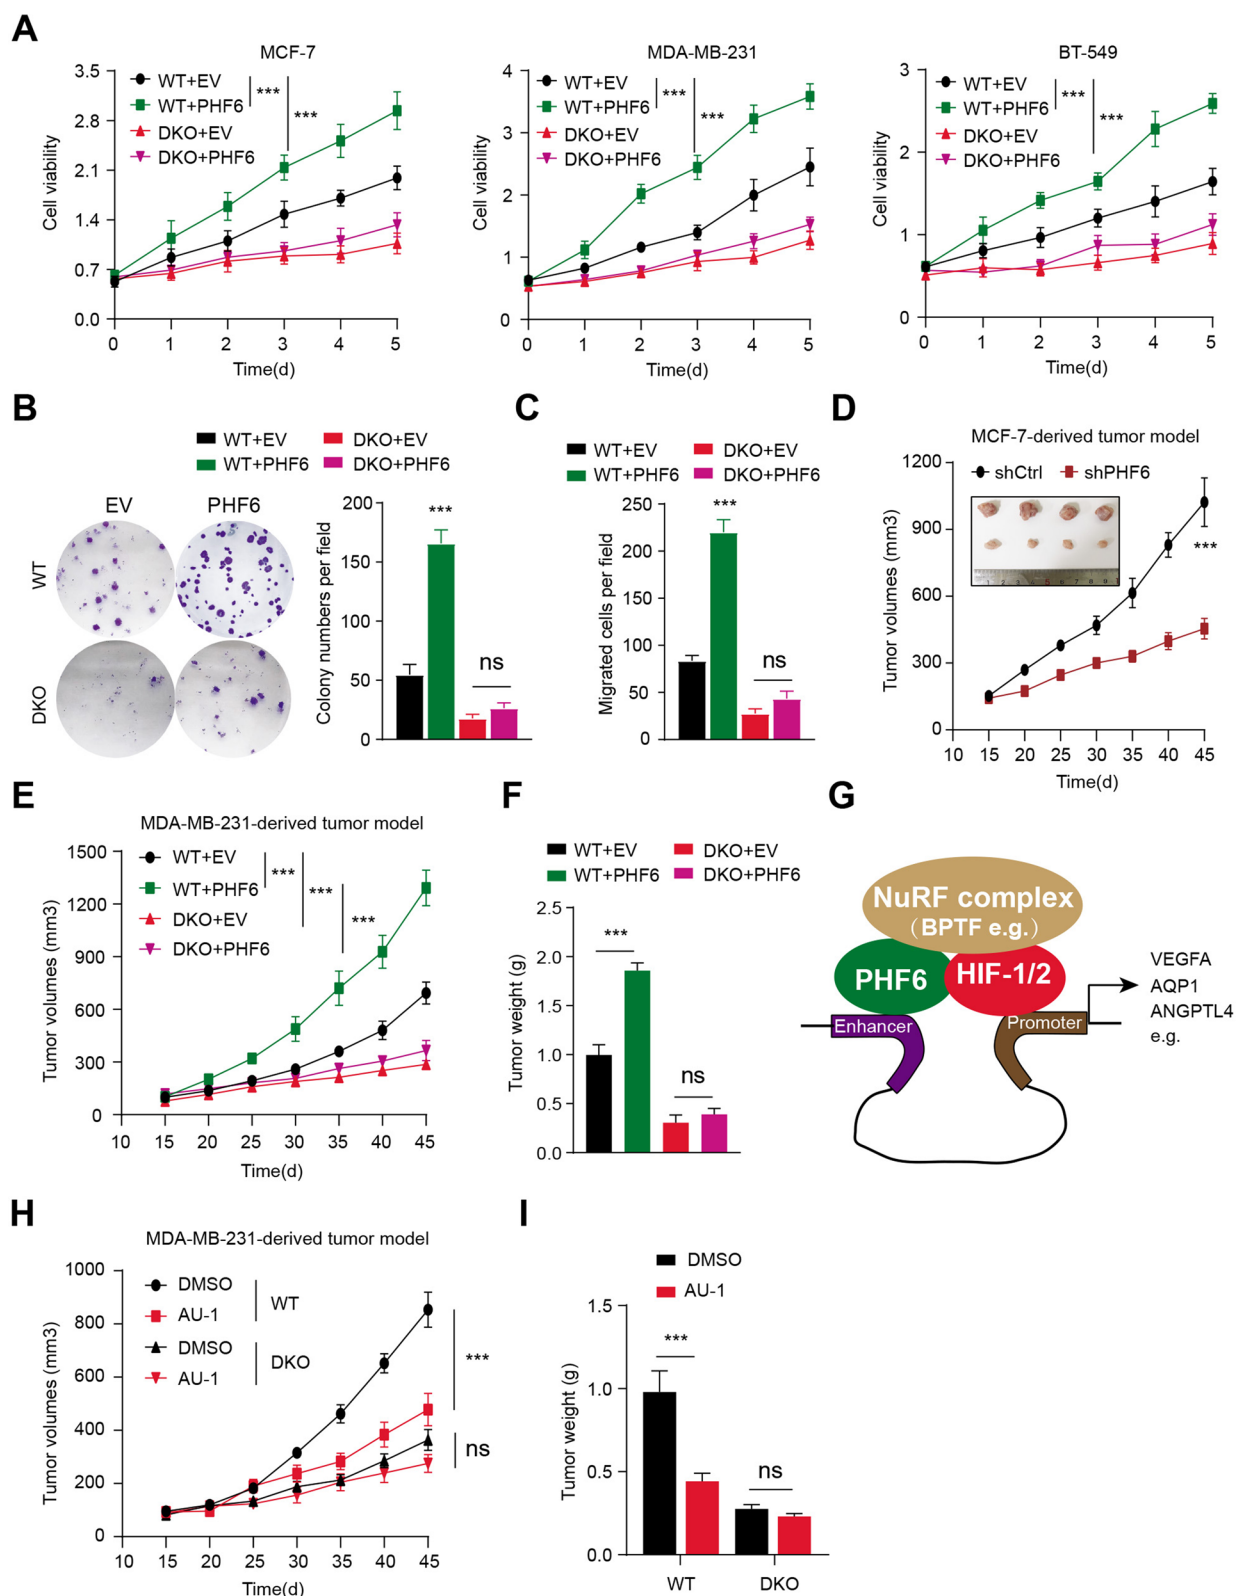 A
MCF-7
3.5
2.8
2.1
1.4
0.7
0.0
Cell viability
WT+EV
WT+PHF6
DKO+EV
DKO+PHF6
***
***
0 1 2 3 4 5
Time(d)
MDA-MB-231
4
3
2
1
0
Cell viability
WT+EV
WT+PHF6
DKO+EV
DKO+PHF6
***
***
0 1 2 3 4 5
Time(d)
BT-549
3
2
1
0
Cell viability
WT+EV
WT+PHF6
DKO+EV
DKO+PHF6
***
***
0 1 2 3 4 5
Time(d)
B
WT+EV
DKO+EV
WT+PHF6
DKO+PHF6
EV
PHF6
WT
DKO
200
150
100
50
0
Colony numbers per field
***
ns
C
WT+EV
DKO+EV
WT+PHF6
DKO+PHF6
250
200
150
100
50
0
Migrated cells per field
***
ns
D
MCF-7-derived tumor model
1200
900
600
300
0
Tumor volumes (mm3)
shCtrl
shPHF6
***
10 15 20 25 30 35 40 45
Time(d)
E
MDA-MB-231-derived tumor model
1500
1200
900
600
300
0
Tumor volumes (mm3)
WT+EV
WT+PHF6
DKO+EV
DKO+PHF6
***
***
***
10 15 20 25 30 35 40 45
Time(d)
F
WT+EV
DKO+EV
WT+PHF6
DKO+PHF6
2.5
2.0
1.5
1.0
0.5
0.0
Tumor weight (g)
***
ns
G
NuRF complex
（BPTF e.g.）
PHF6
HIF-1/2
Enhancer
Promoter
VEGFA
AQP1
ANGPTL4
e.g.
H
MDA-MB-231-derived tumor model
1000
800
600
400
200
0
Tumor volumes (mm3)
DMSO
AU-1
WT
DMSO
AU-1
DKO
***
ns
10 15 20 25 30 35 40 45
Time(d)
I
DMSO
AU-1
1.5
1.0
0.5
0.0
Tumor weight (g)
***
ns
WT
DKO